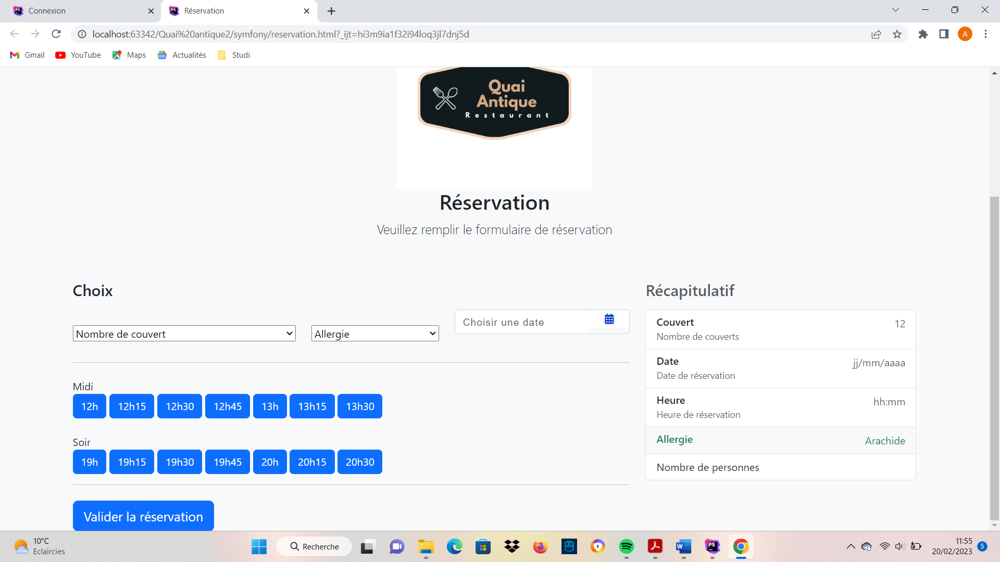 Connexion
Réservation
localhost:63342/Quai%20antique2/symfony/reservation.html?_ijt=hi3m9ia1f32i94loq3jl7dnj5d
A
Gmail
YouTube
Maps
Actualités
Studi
Quai
Antique
Restaurant
Réservation
Veuillez remplir le formulaire de réservation
Choix
Nombre de couvert
Allergie
Choisir une date
Midi
12h
12h15
12h30
12h45
13h
13h15
13h30
Soir
19h
19h15
19h30
19h45
20h
20h15
20h30
Valider la réservation
Récapitulatif
Couvert
12
Nombre de couverts
Date
jj/mm/aaaa
Date de réservation
Heure
hh:mm
Heure de réservation
Allergie
Arachide
Nombre de personnes
10°C
Eclaircies
Recherche
11:55
20/02/2023
5